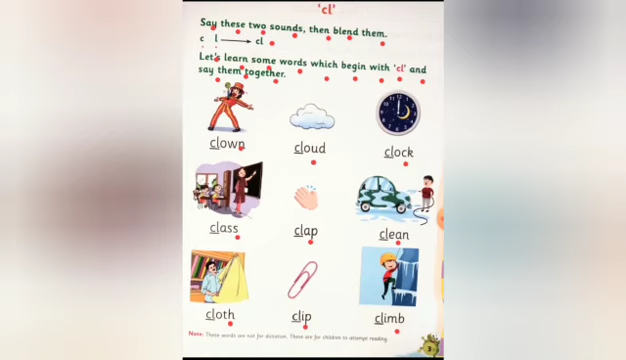 'cl'
Say these two sounds, then blend them.
c l → cl
Let's learn some words which begin with 'cl' and
say them together.
clown cloud clock
class clap clean
cloth clip climb
Note: These words are not for dictation. These are for children to attempt reading.
3